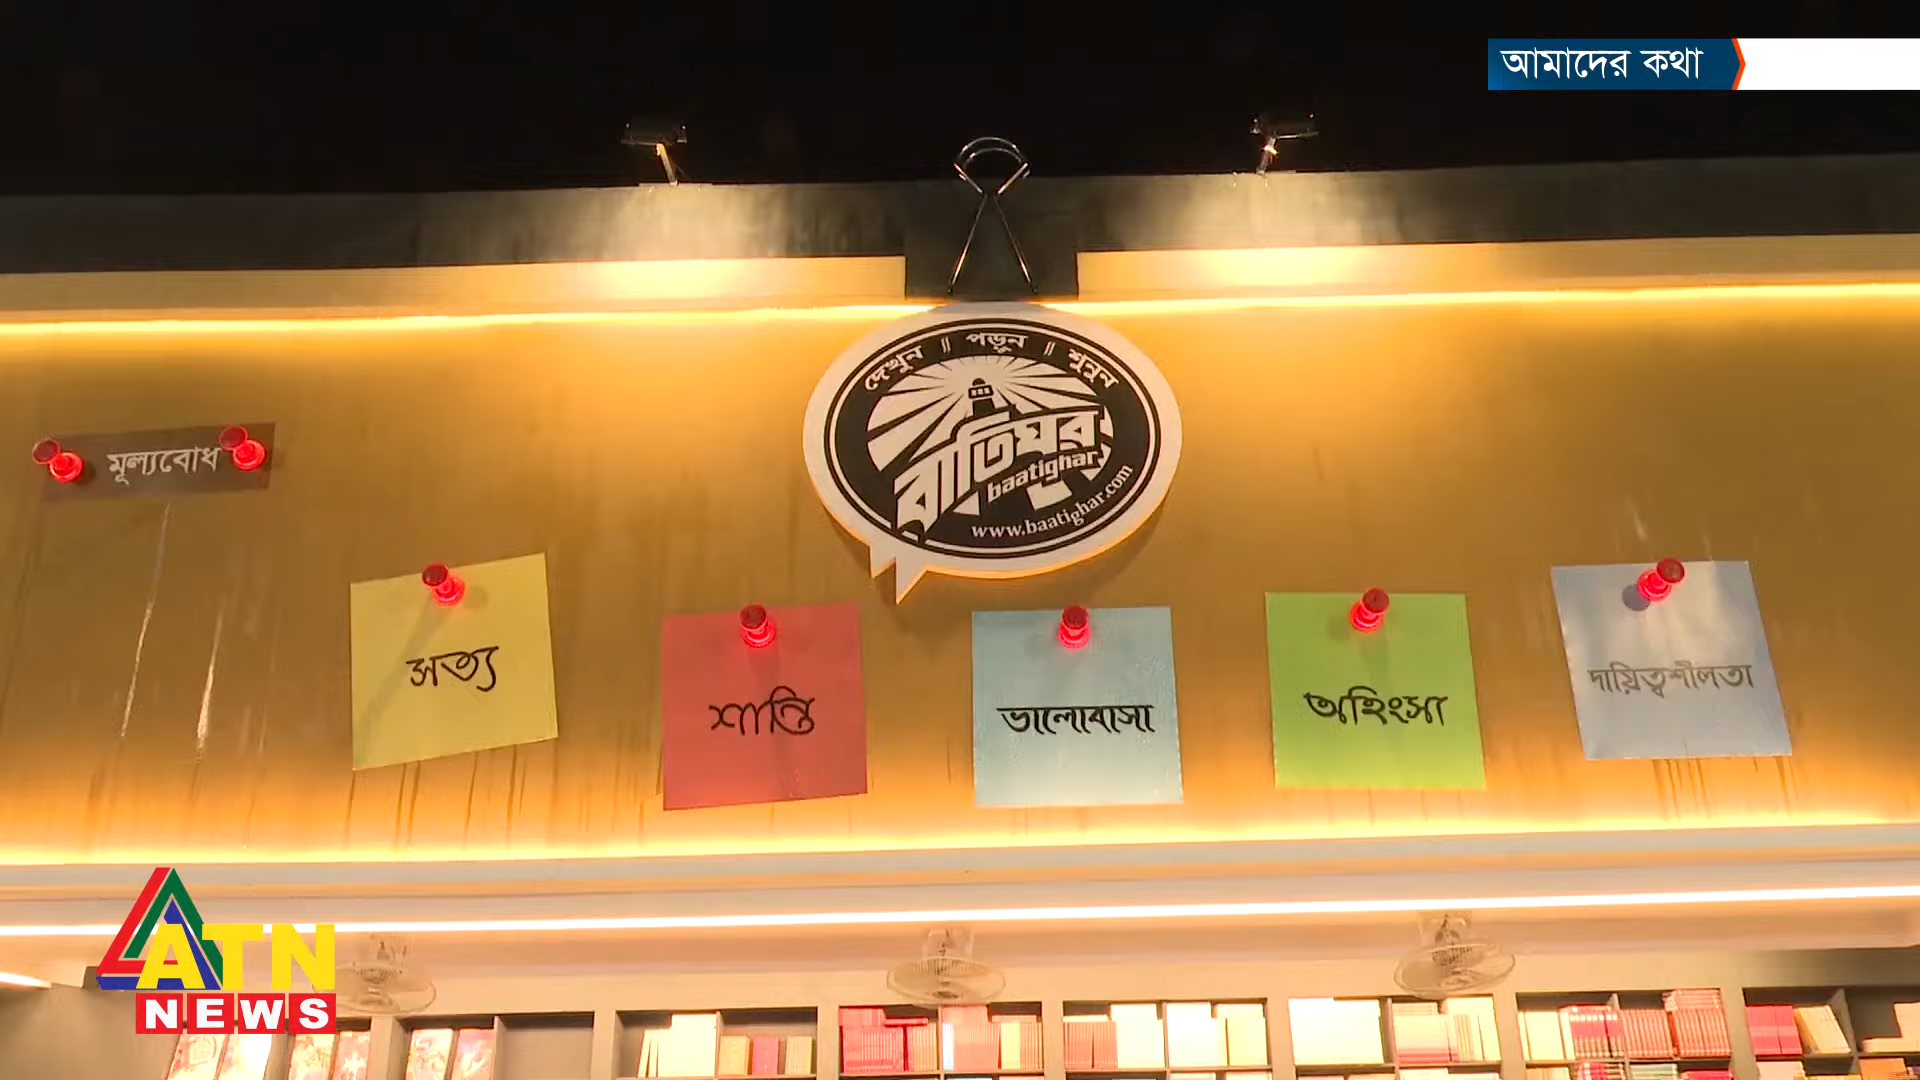 আমাদের কথা
দেখুন ॥ পড়ুন ॥ শুনুন
বাতিঘর
baatighar
www.baatighar.com
মূল্যবোধ
সত্য
শান্তি
ভালোবাসা
অহিংসা
দায়িত্বশীলতা
ATN
NEWS